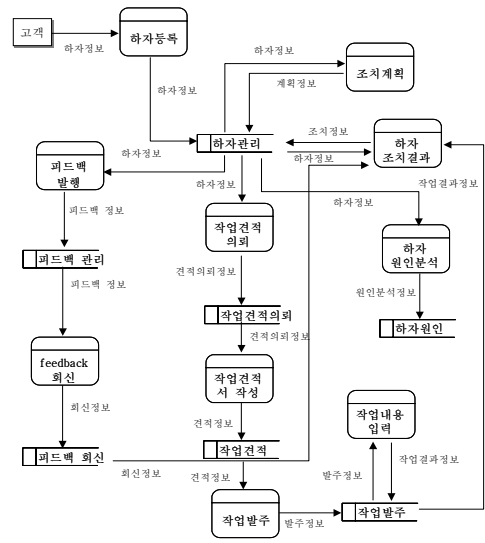 고객
하자정보
하자등록
하자정보
하자정보
조치계획
계획정보
하자관리
조치정보
하자정보
하자
조치결과
하자정보
피드백
발행
하자정보
하자정보
작업결과정보
피드백 정보
작업견적
의뢰
하자
원인분석
피드백 관리
견적의뢰정보
피드백 정보
원인분석정보
작업견적의뢰
하자원인
견적의뢰정보
feedback
회신
작업견적
서 작성
회신정보
견적정보
작업내용
입력
피드백 회신
작업견적
회신정보
견적정보
발주정보
작업결과정보
작업발주
발주정보
작업발주